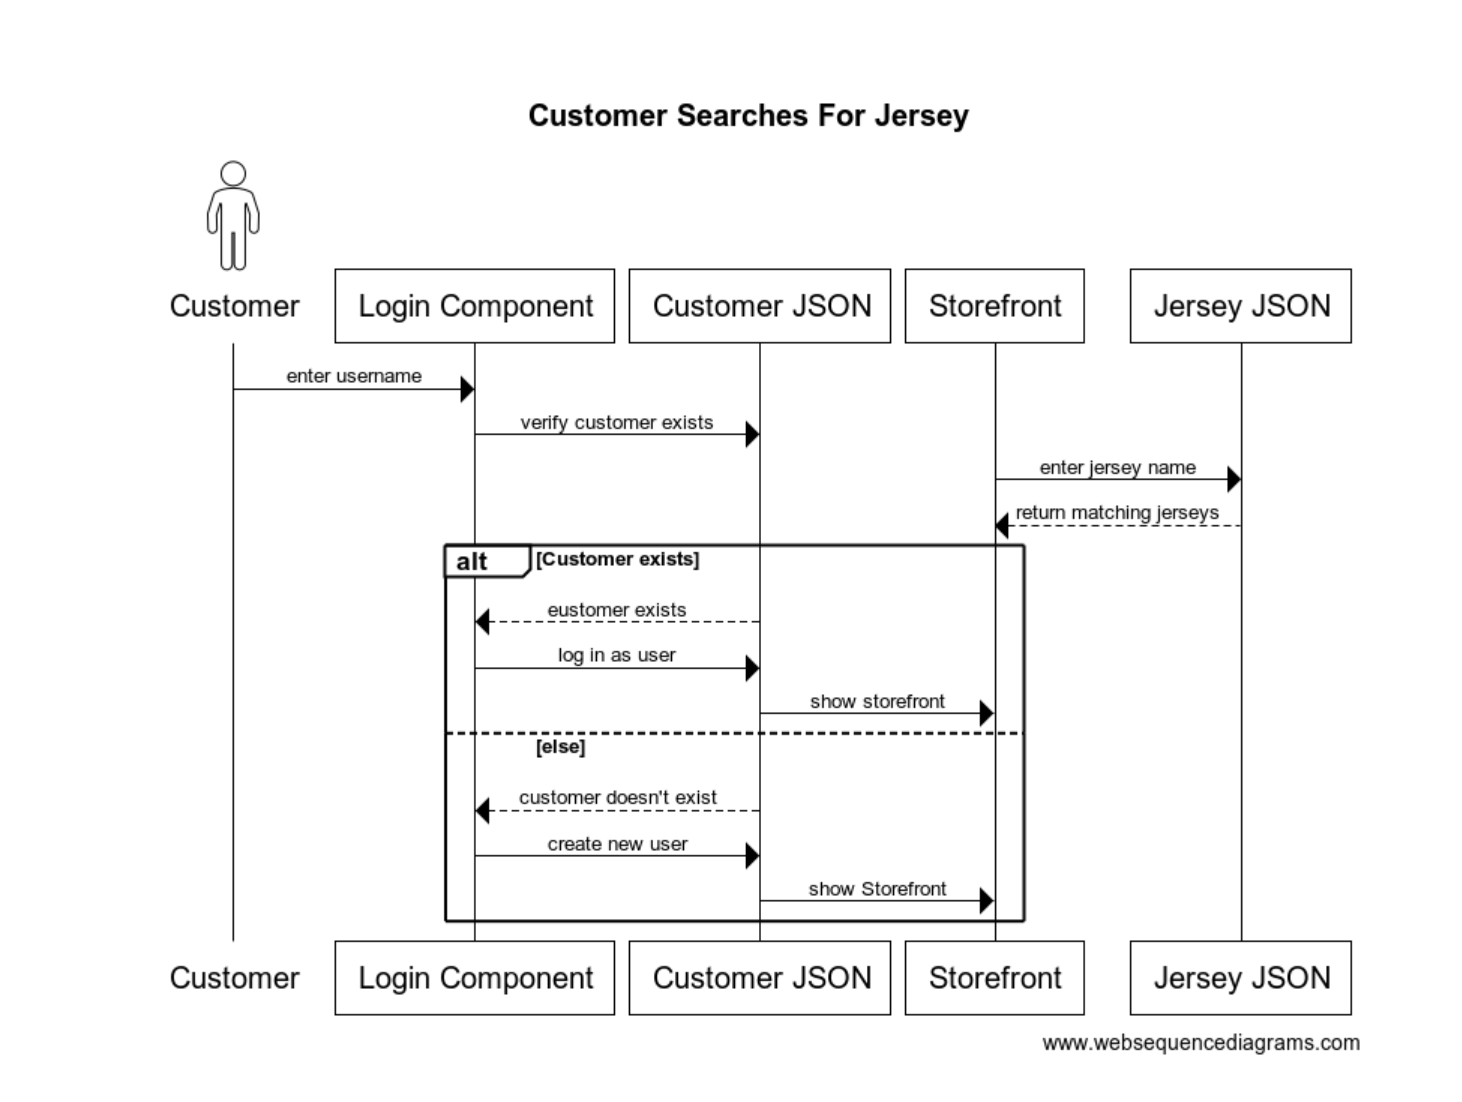 Customer Searches For Jersey
Customer
Login Component
Customer JSON
Storefront
Jersey JSON
enter username
verify customer exists
enter jersey name
return matching jerseys
alt
[Customer exists]
eustomer exists
log in as user
show storefront
[else]
customer doesn't exist
create new user
show Storefront
Customer
Login Component
Customer JSON
Storefront
Jersey JSON
www.websequencediagrams.com